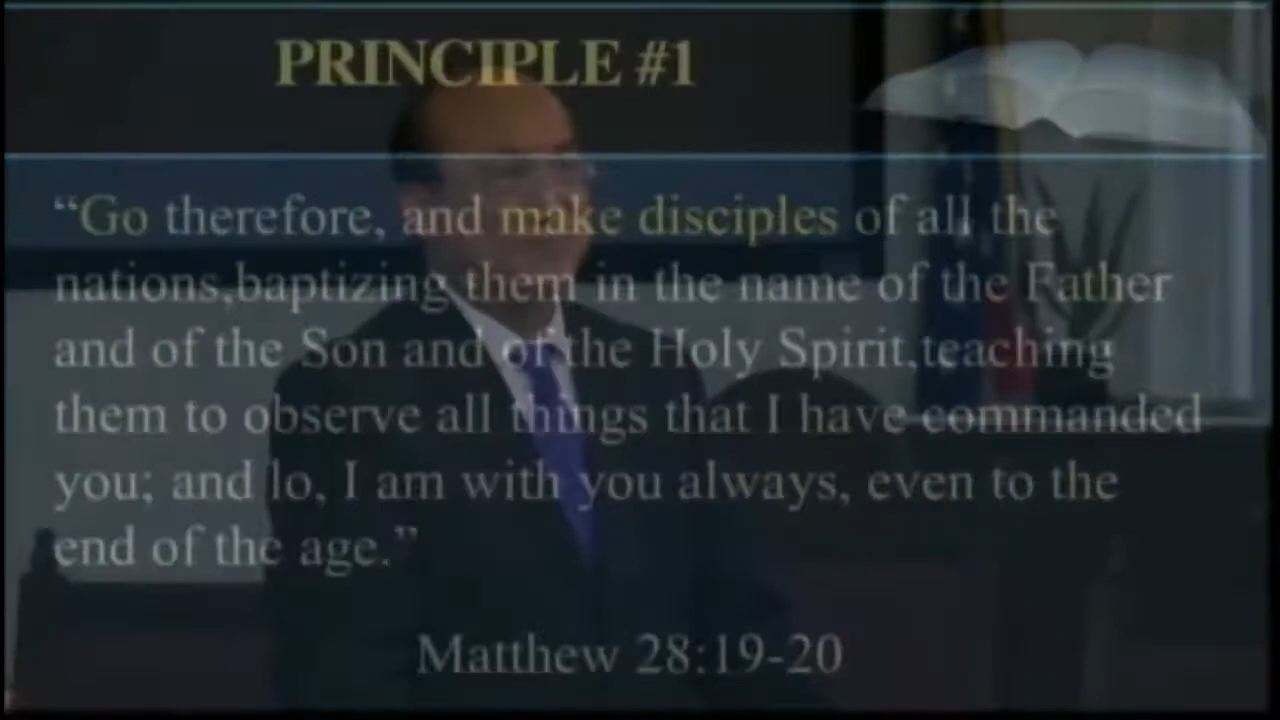 PRINCIPLE #1
“Go therefore, and make disciples of all the
nations,baptizing them in the name of the Father
and of the Son and of the Holy Spirit,teaching
them to observe all things that I have commanded
you; and lo, I am with you always, even to the
end of the age.”
Matthew 28:19-20